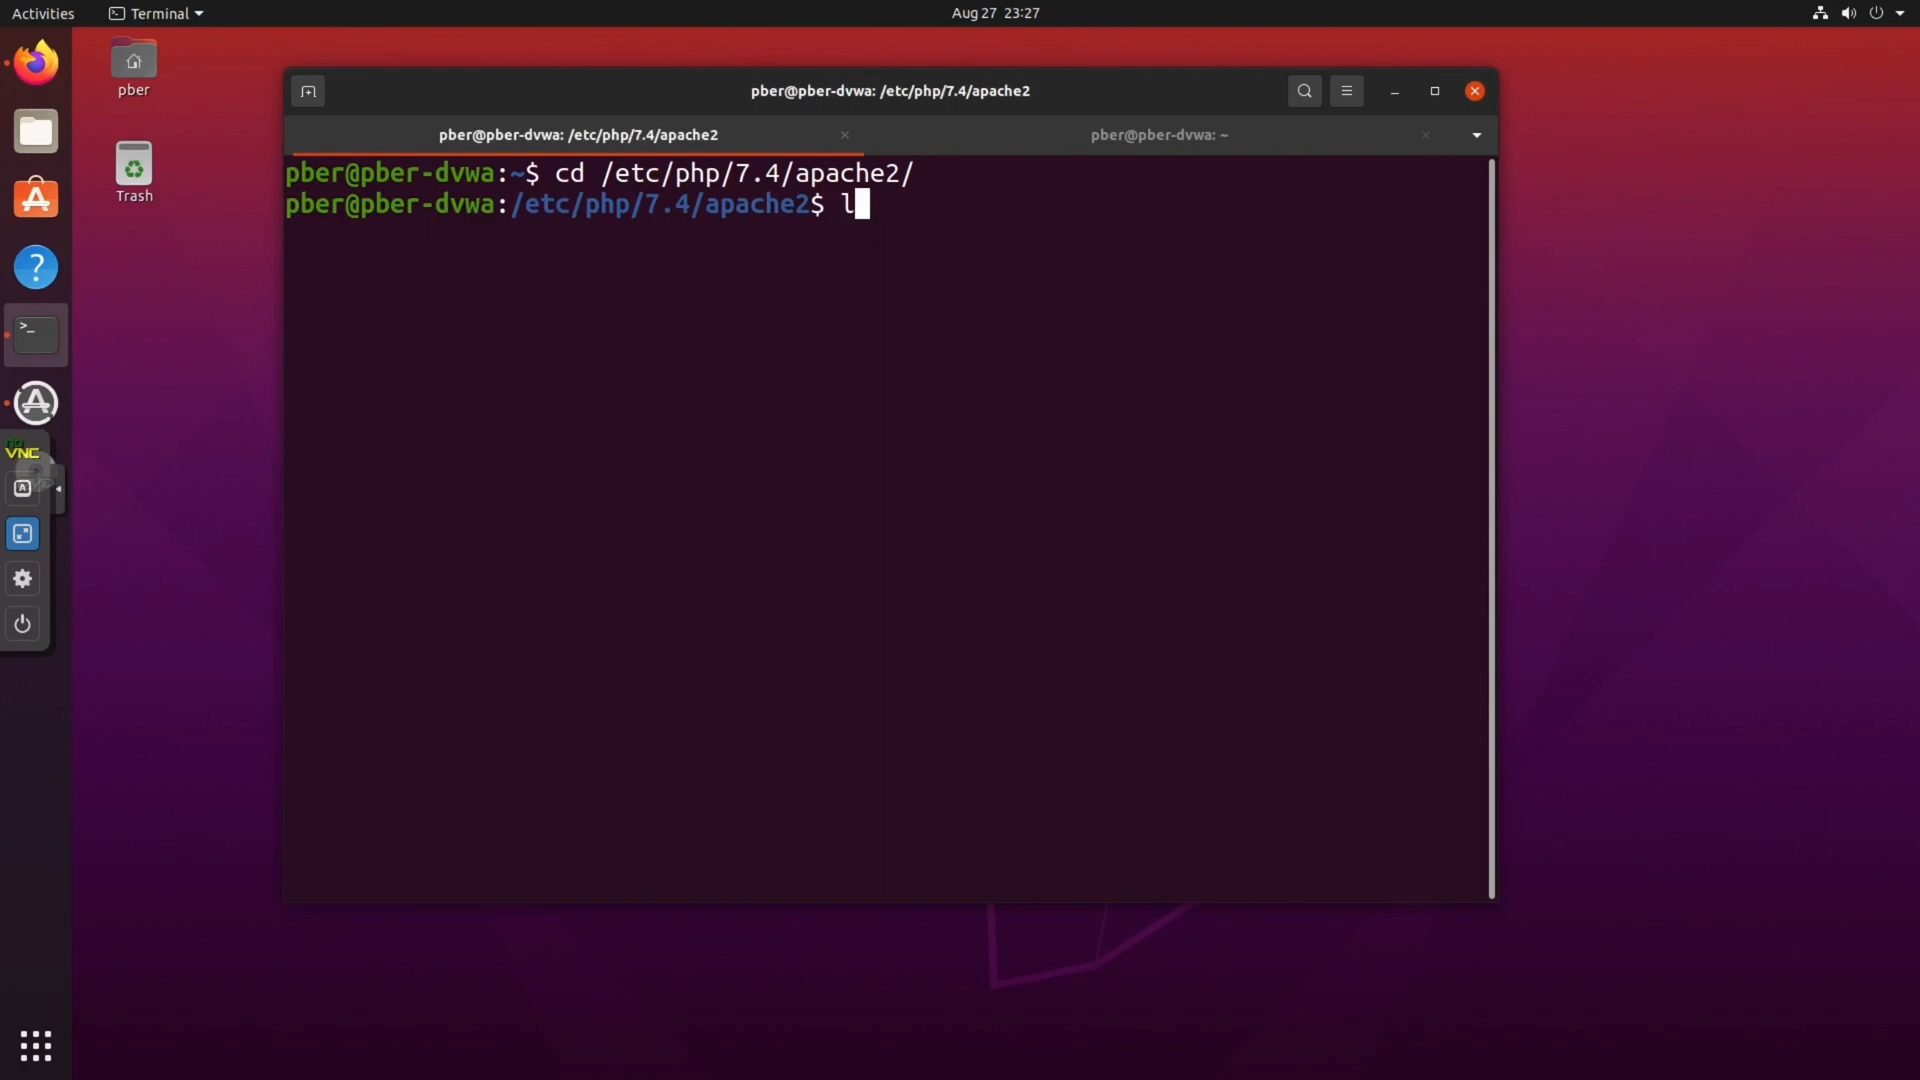 Activities
Terminal
Aug 27 23:27
pber
Trash
pber@pber-dvwa: /etc/php/7.4/apache2
pber@pber-dvwa: /etc/php/7.4/apache2
pber@pber-dvwa: ~
pber@pber-dvwa:~$ cd /etc/php/7.4/apache2/
pber@pber-dvwa:/etc/php/7.4/apache2$ l
no
VNC